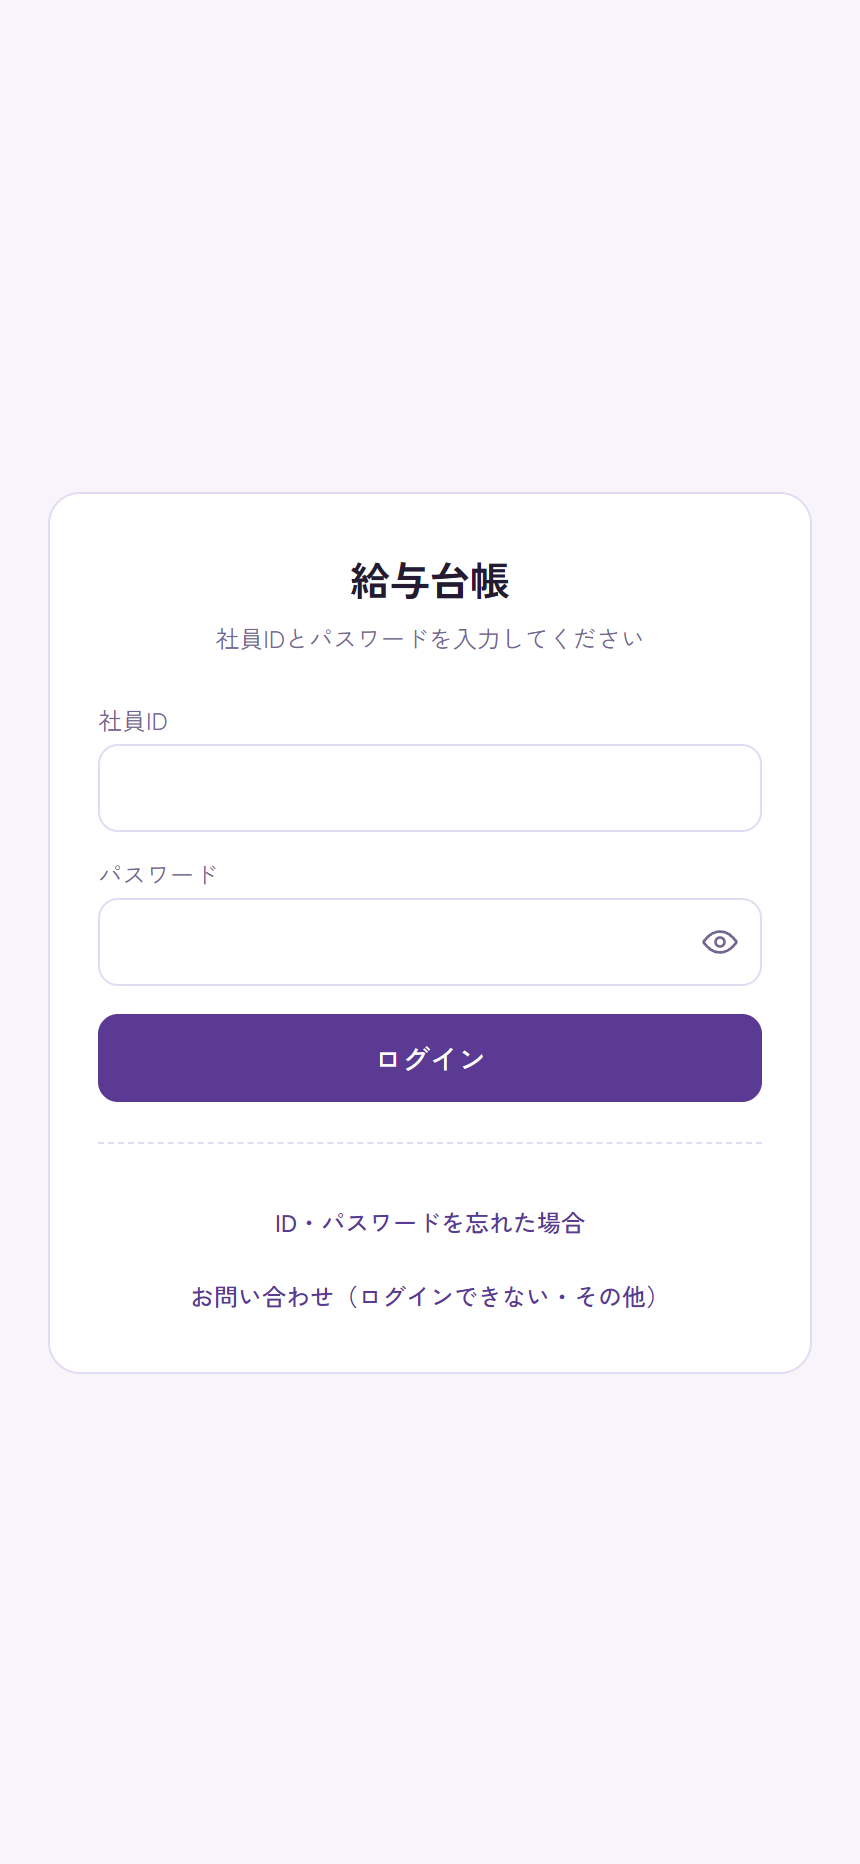 給与台帳
社員IDとパスワードを入力してください
社員ID
パスワード
ログイン
ID・パスワードを忘れた場合
お問い合わせ（ログインできない・その他）